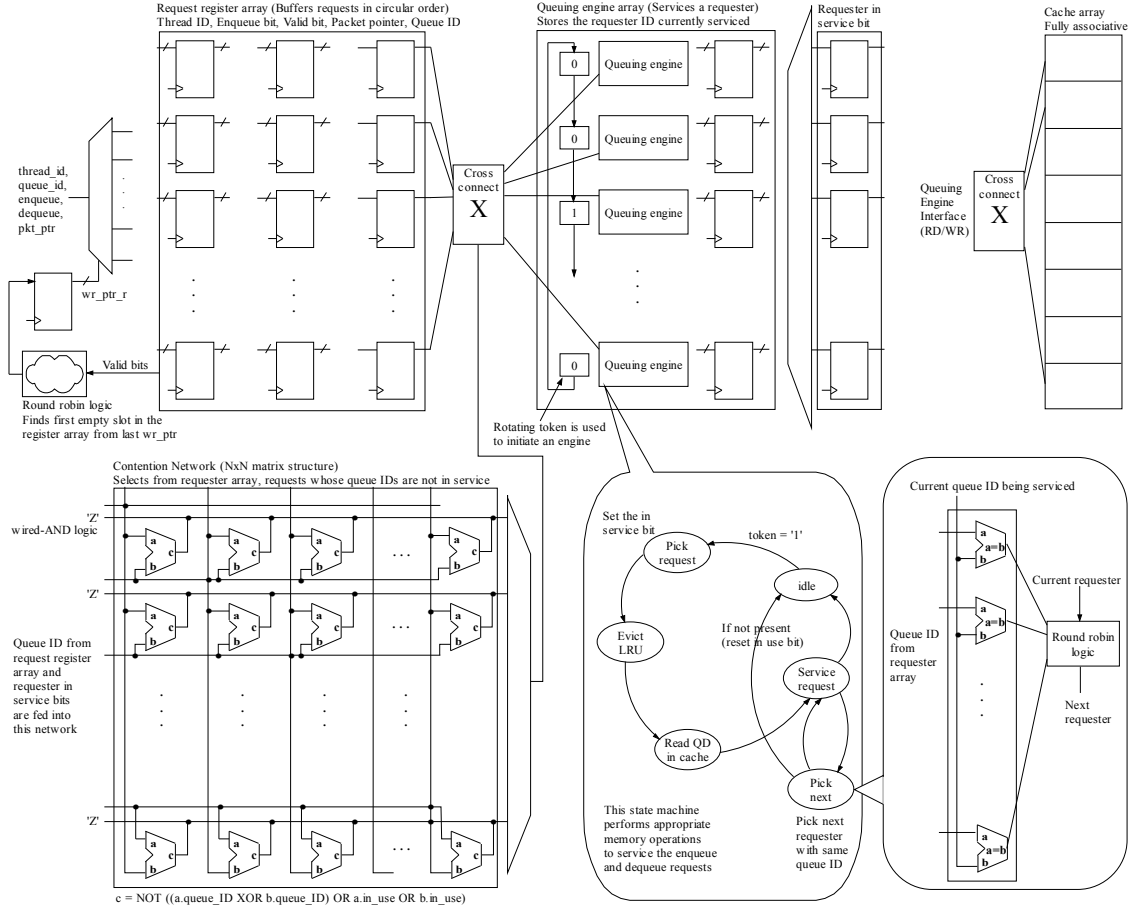 Request register array (Buffers requests in circular order)
Thread ID, Enqueue bit, Valid bit, Packet pointer, Queue ID
Queuing engine array (Services a requester)
Stores the requester ID currently serviced
Requester in
service bit
Cache array
Fully associative
0
Queuing engine
0
Queuing engine
1
Queuing engine
0
Queuing engine
thread_id,
queue_id,
enqueue,
dequeue,
pkt_ptr
wr_ptr_r
Cross
connect
X
Queuing
Engine
Interface
(RD/WR)
Cross
connect
X
Valid bits
Round robin logic
Finds first empty slot in the
register array from last wr_ptr
Rotating token is used
to initiate an engine
Contention Network (NxN matrix structure)
Selects from requester array, requests whose queue IDs are not in service
'Z'
wired-AND logic
a
b
c
a
b
c
a
b
c
...
a
b
c
'Z'
a
b
c
a
b
c
a
b
c
...
a
b
c
Queue ID from
request register
array and
requester in
service bits
are fed into
this network
'Z'
a
b
c
a
b
c
a
b
c
...
a
b
c
c = NOT ((a.queue_ID XOR b.queue_ID) OR a.in_use OR b.in_use)
Set the in
service bit
Pick
request
token = '1'
idle
Evict
LRU
If not present
(reset in use bit)
Service
request
Read QD
in cache
Pick
next
This state machine
performs appropriate
memory operations
to service the enqueue
and dequeue requests
Pick next
requester
with same
queue ID
Current queue ID being serviced
a
a=b
b
a
a=b
b
a
a=b
b
Queue ID
from
requester
array
Current requester
Round robin
logic
Next
requester